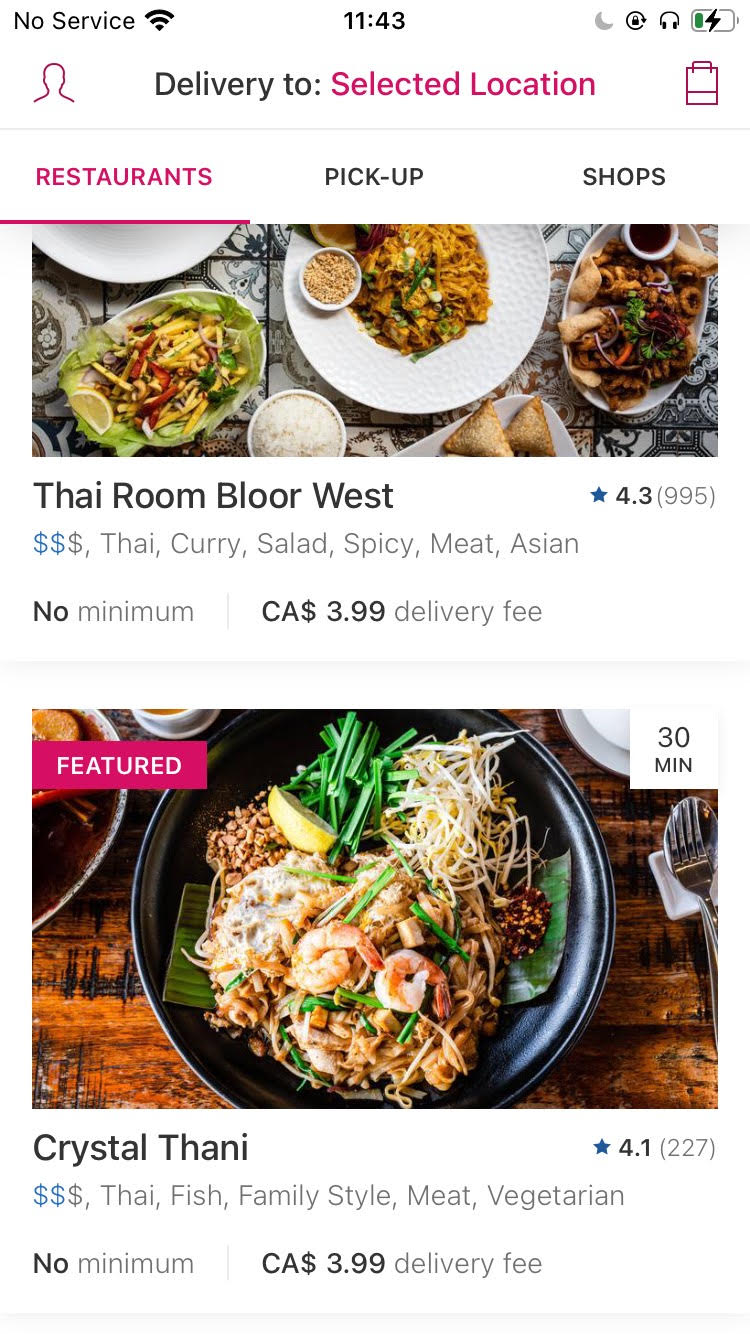 No Service 11:43
Delivery to: Selected Location
RESTAURANTS PICK-UP SHOPS
Thai Room Bloor West 4.3 (995)
$$$, Thai, Curry, Salad, Spicy, Meat, Asian
No minimum CA$ 3.99 delivery fee
FEATURED
30
MIN
Crystal Thani 4.1 (227)
$$$, Thai, Fish, Family Style, Meat, Vegetarian
No minimum CA$ 3.99 delivery fee